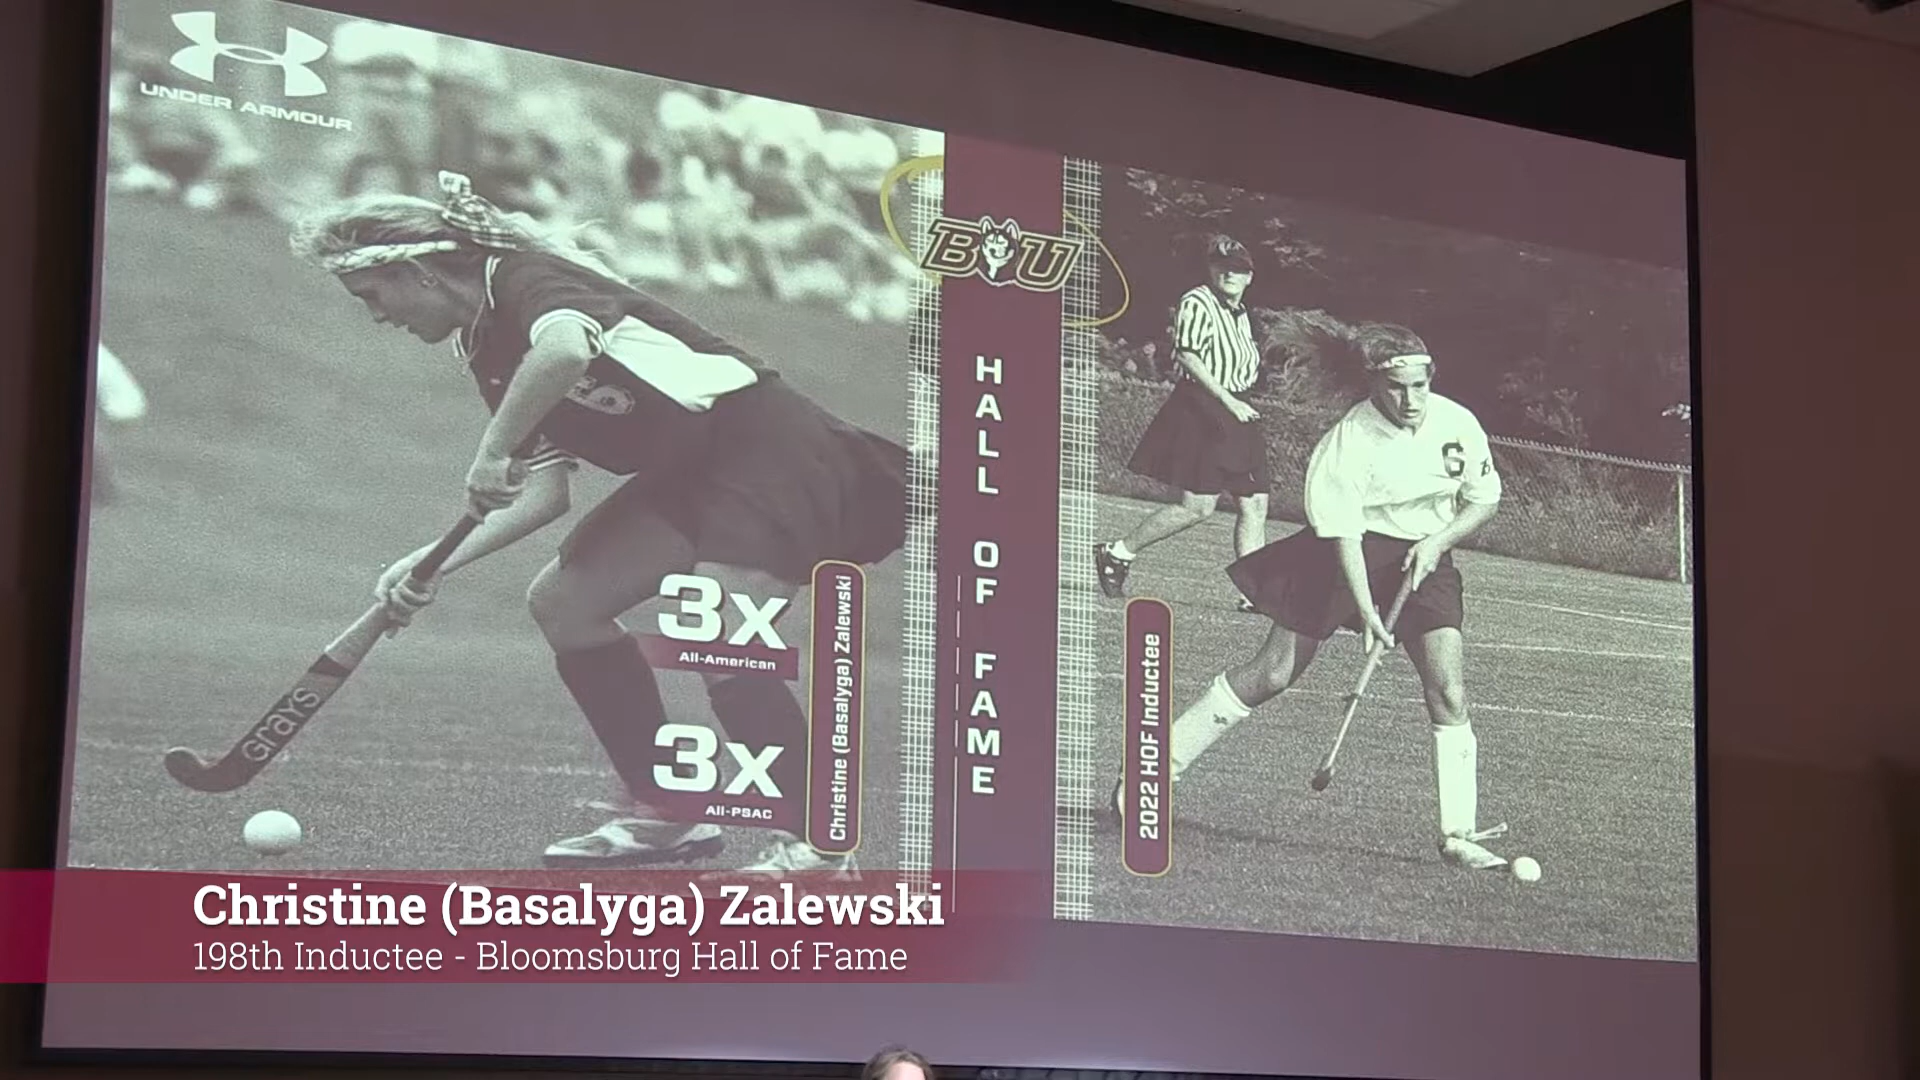 UNDER ARMOUR
BU
HALL OF FAME
GRAYS
6
3x
All-American
3x
All-PSAC
Christine (Basalyga) Zalewski
2022 HOF Inductee
Christine (Basalyga) Zalewski
198th Inductee - Bloomsburg Hall of Fame